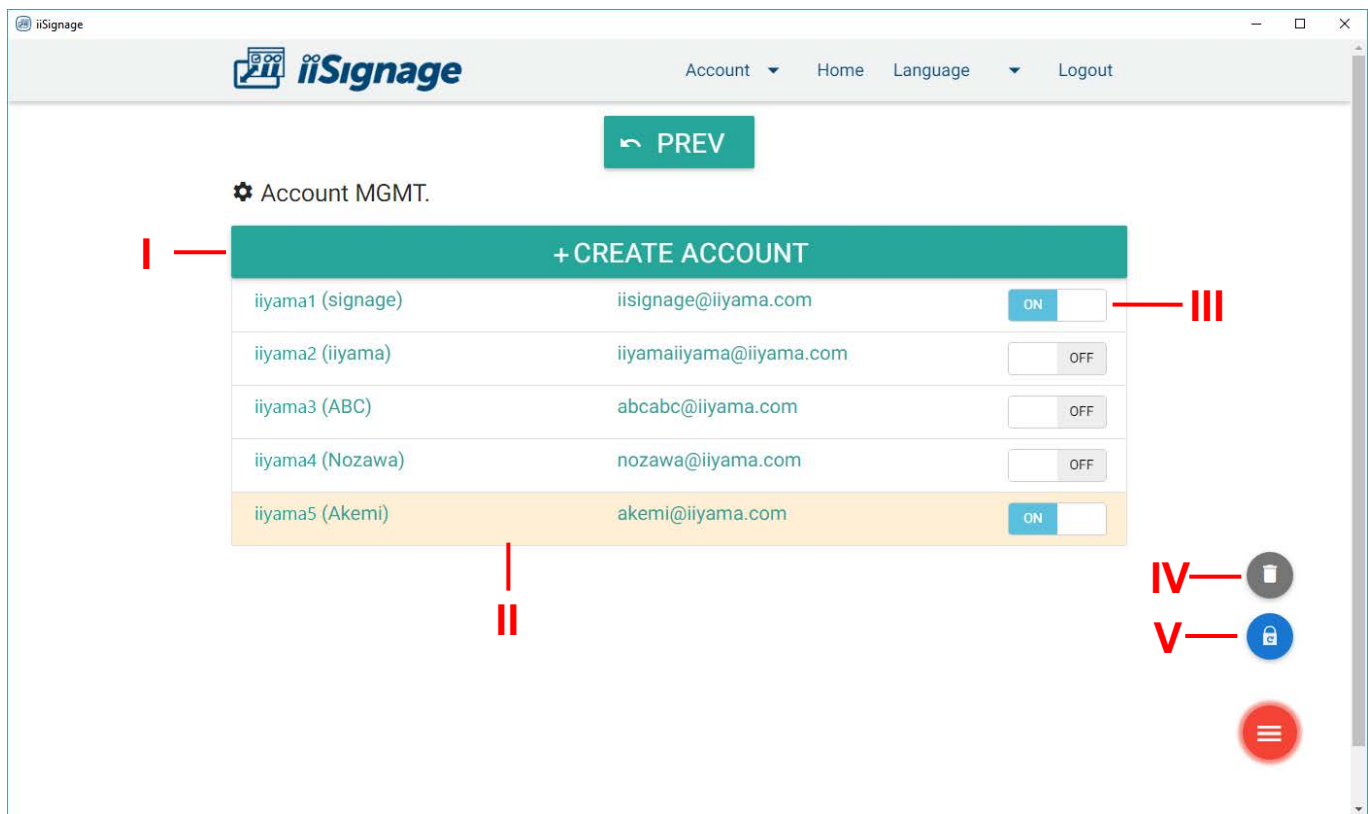 iiSignage
iiSignage Account Home Language Logout
PREV
Account MGMT.
I
+CREATE ACCOUNT
iiyama1 (signage) iisignage@iiyama.com ON
III
iiyama2 (iiyama) iiyamaiiyama@iiyama.com OFF
iiyama3 (ABC) abcabc@iiyama.com OFF
iiyama4 (Nozawa) nozawa@iiyama.com OFF
iiyama5 (Akemi) akemi@iiyama.com ON
IV
II
V